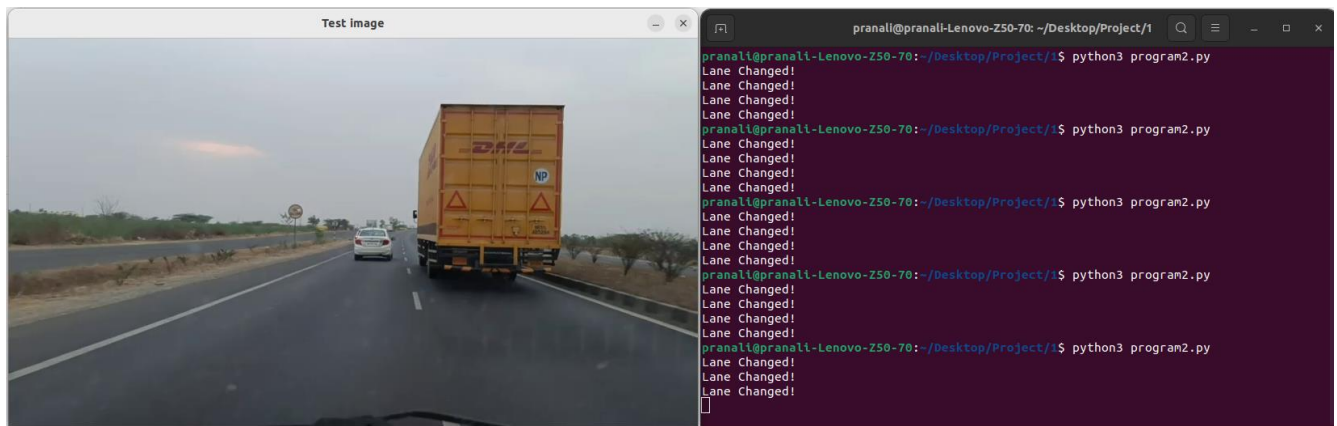 Test image
DHL
DHL
NP
pranali@pranali-Lenovo-Z50-70: ~/Desktop/Project/1
pranali@pranali-Lenovo-Z50-70:~/Desktop/Project/1$ python3 program2.py
Lane Changed!
Lane Changed!
Lane Changed!
Lane Changed!
pranali@pranali-Lenovo-Z50-70:~/Desktop/Project/1$ python3 program2.py
Lane Changed!
Lane Changed!
Lane Changed!
Lane Changed!
pranali@pranali-Lenovo-Z50-70:~/Desktop/Project/1$ python3 program2.py
Lane Changed!
Lane Changed!
Lane Changed!
Lane Changed!
pranali@pranali-Lenovo-Z50-70:~/Desktop/Project/1$ python3 program2.py
Lane Changed!
Lane Changed!
Lane Changed!
Lane Changed!
pranali@pranali-Lenovo-Z50-70:~/Desktop/Project/1$ python3 program2.py
Lane Changed!
Lane Changed!
Lane Changed!